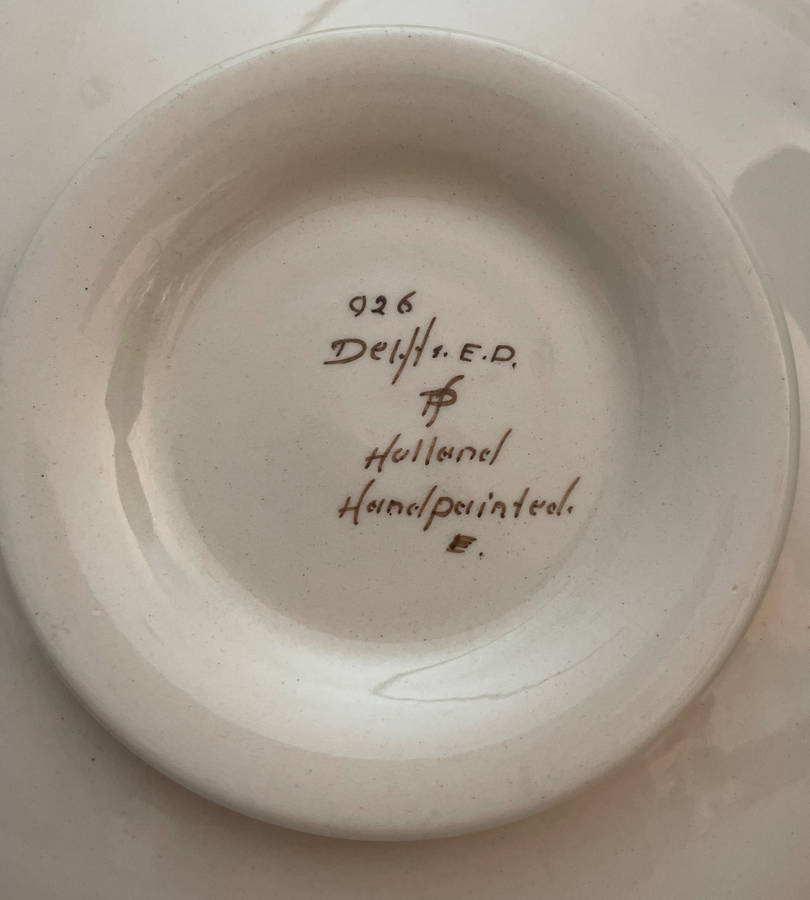 926
Delfts. E.D.
Holland
Handpainted.
E.